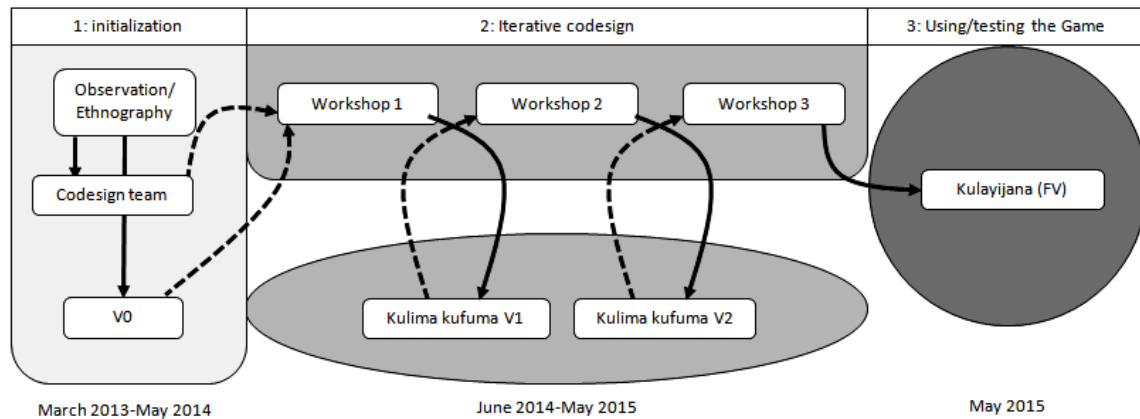 1: initialization
2: Iterative codesign
3: Using/testing the Game
Observation/
Ethnography
Codesign team
V0
Workshop 1
Workshop 2
Workshop 3
Kulima kufuma V1
Kulima kufuma V2
Kulayijana (FV)
March 2013-May 2014
June 2014-May 2015
May 2015